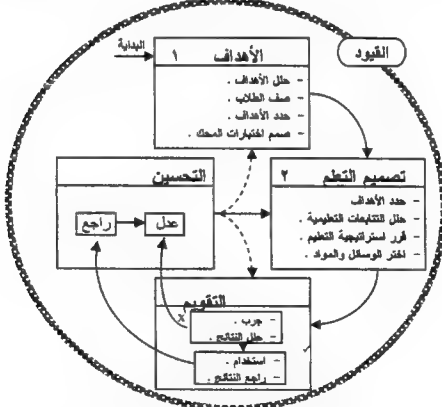 القيود
البداية
الأهداف ١
- حلل الأهداف .
- صف الطلاب .
- حدد الأهداف .
- صمم اختبارات المحك .
تصميم التعلم ٢
- حدد الأهداف
- حلل التتابعات التعليمية .
- قرر استراتيجية التعليم .
- اختر الوسائل والمواد .
التحسين
راجع
عدل
التقويم
x
- جرب .
- حلل النتائج .
✓
- استخدام .
- راجع النتائج .